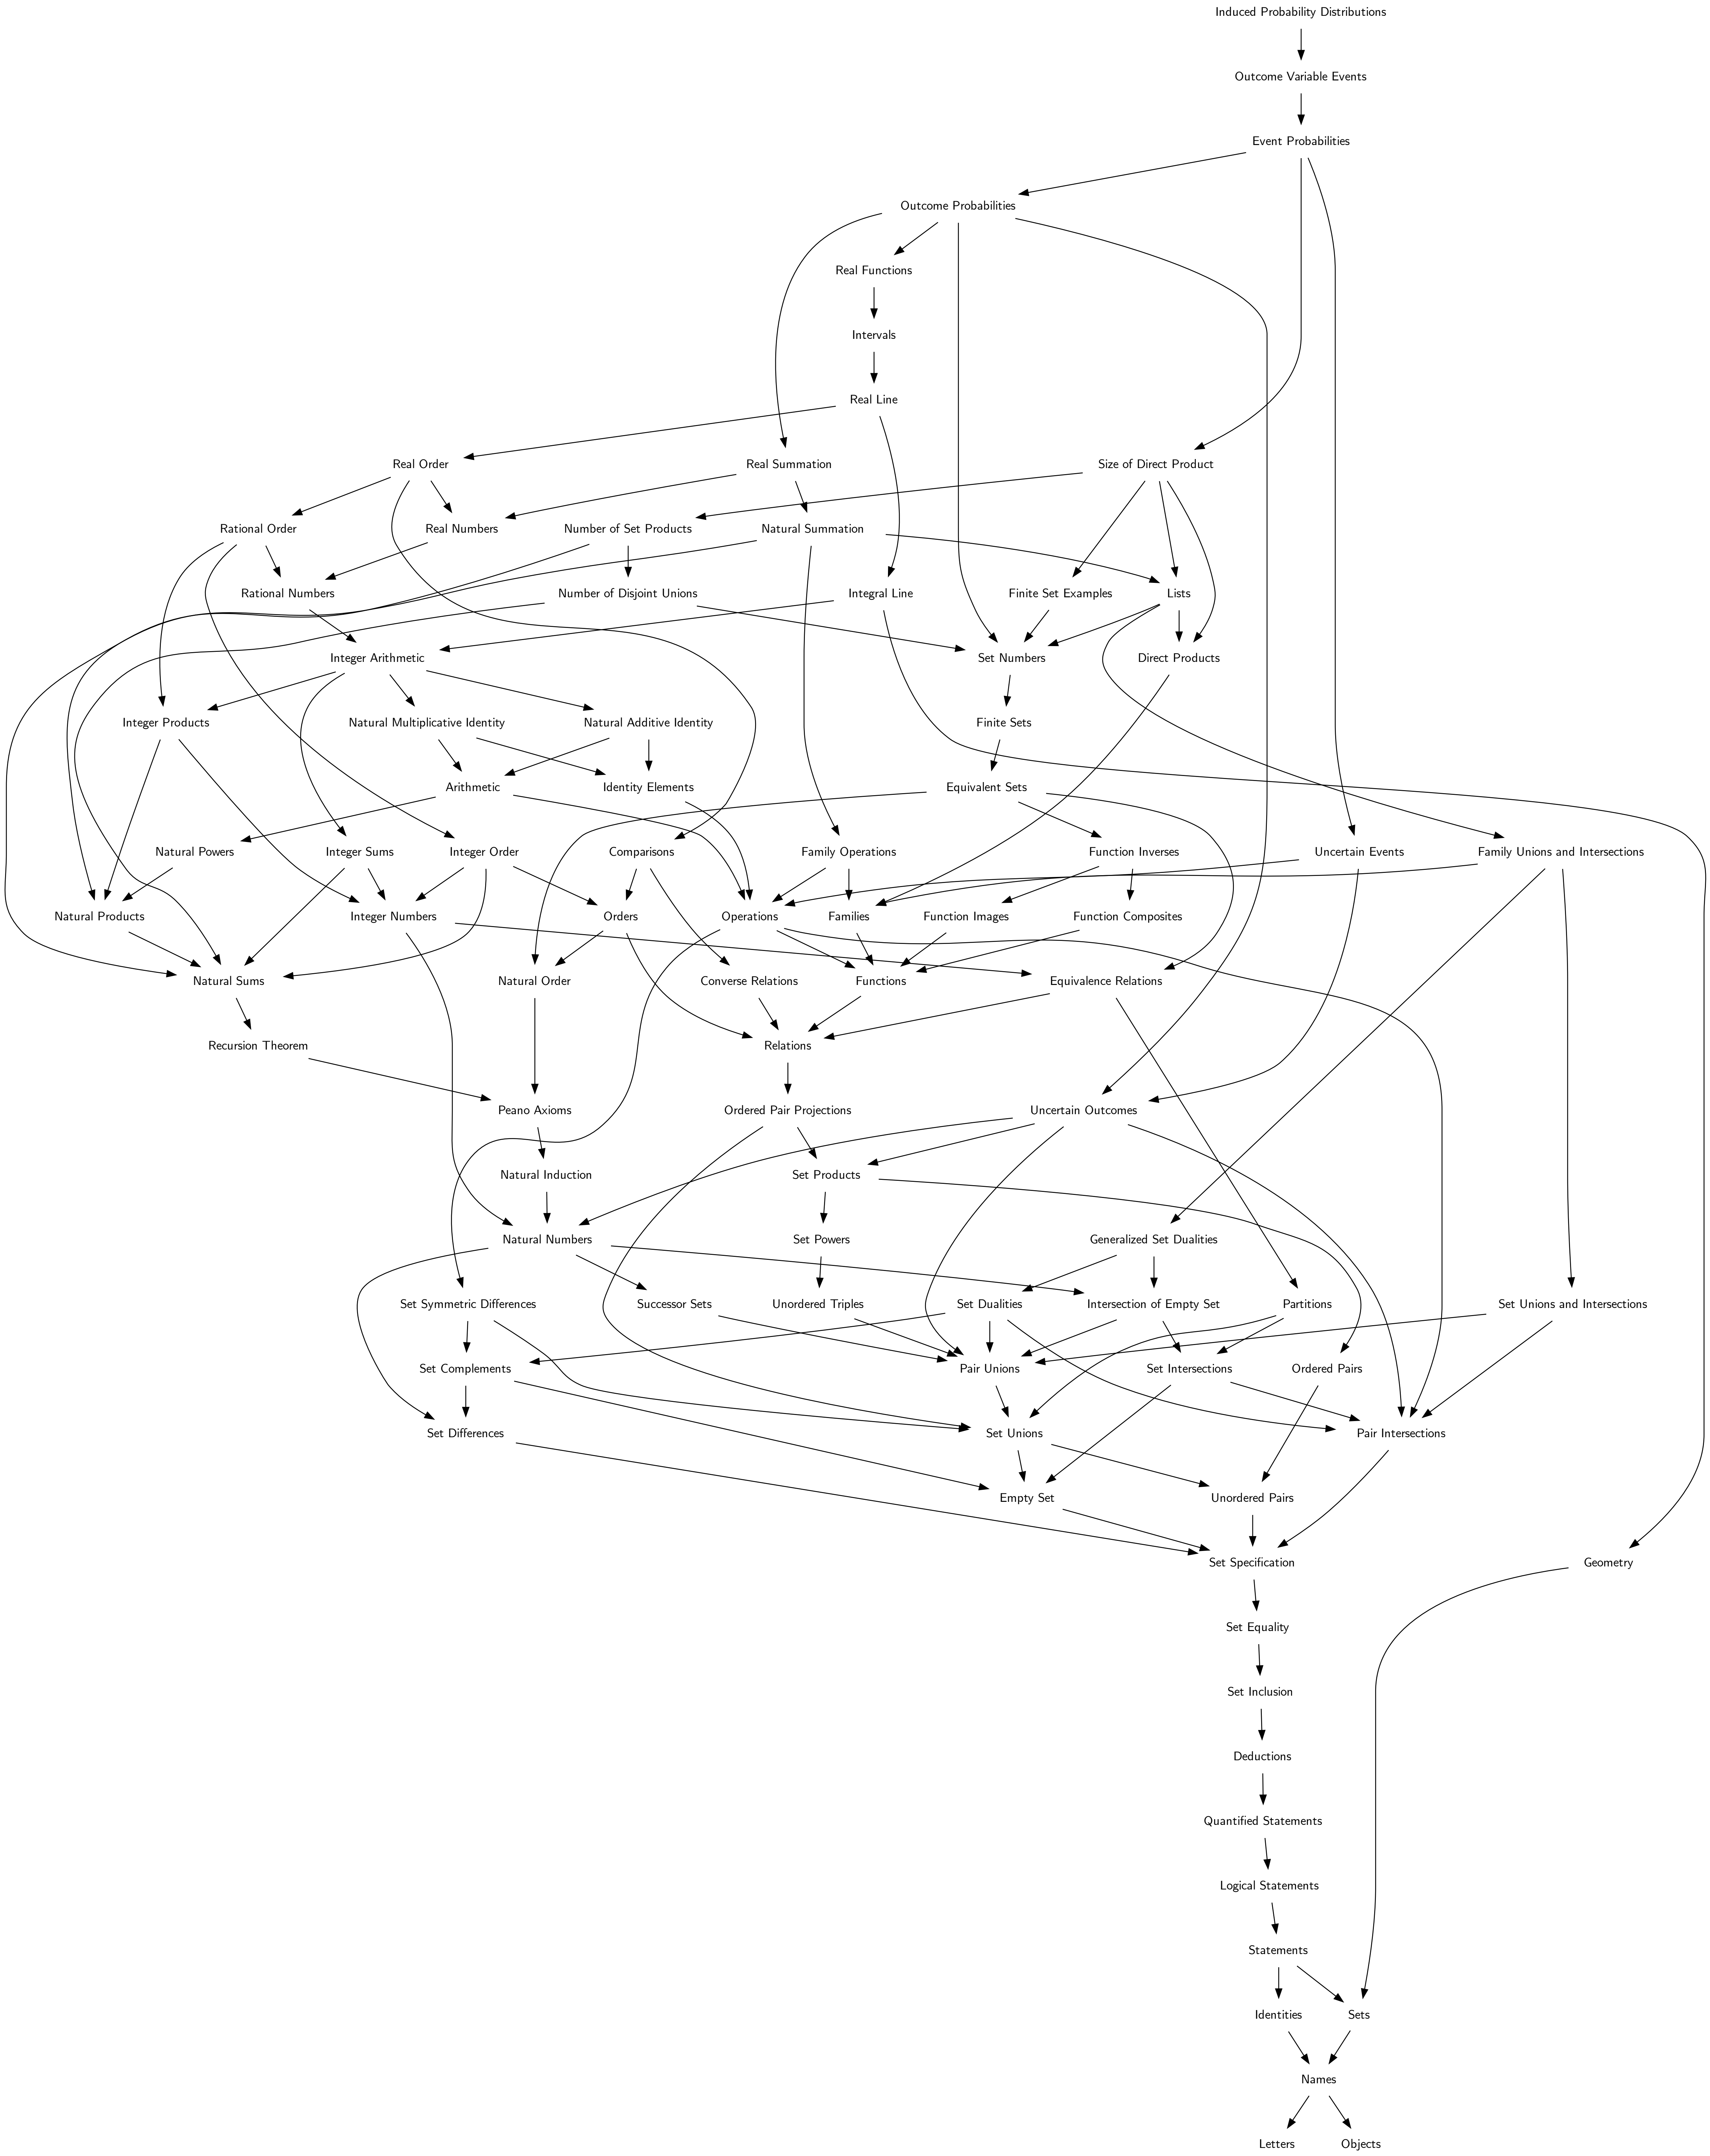 Induced Probability Distributions
Outcome Variable Events
Event Probabilities
Outcome Probabilities
Real Functions
Intervals
Real Line
Real Order
Real Summation
Size of Direct Product
Rational Order
Real Numbers
Number of Set Products
Natural Summation
Rational Numbers
Number of Disjoint Unions
Integral Line
Finite Set Examples
Lists
Integer Arithmetic
Set Numbers
Direct Products
Integer Products
Natural Multiplicative Identity
Natural Additive Identity
Finite Sets
Arithmetic
Identity Elements
Equivalent Sets
Natural Powers
Integer Sums
Integer Order
Comparisons
Family Operations
Function Inverses
Uncertain Events
Family Unions and Intersections
Natural Products
Integer Numbers
Orders
Operations
Families
Function Images
Function Composites
Natural Sums
Natural Order
Converse Relations
Functions
Equivalence Relations
Recursion Theorem
Relations
Peano Axioms
Ordered Pair Projections
Uncertain Outcomes
Natural Induction
Set Products
Natural Numbers
Set Powers
Generalized Set Dualities
Set Symmetric Differences
Successor Sets
Unordered Triples
Set Dualities
Intersection of Empty Set
Partitions
Set Unions and Intersections
Set Complements
Pair Unions
Set Intersections
Ordered Pairs
Set Differences
Set Unions
Pair Intersections
Empty Set
Unordered Pairs
Set Specification
Geometry
Set Equality
Set Inclusion
Deductions
Quantified Statements
Logical Statements
Statements
Identities
Sets
Names
Letters
Objects